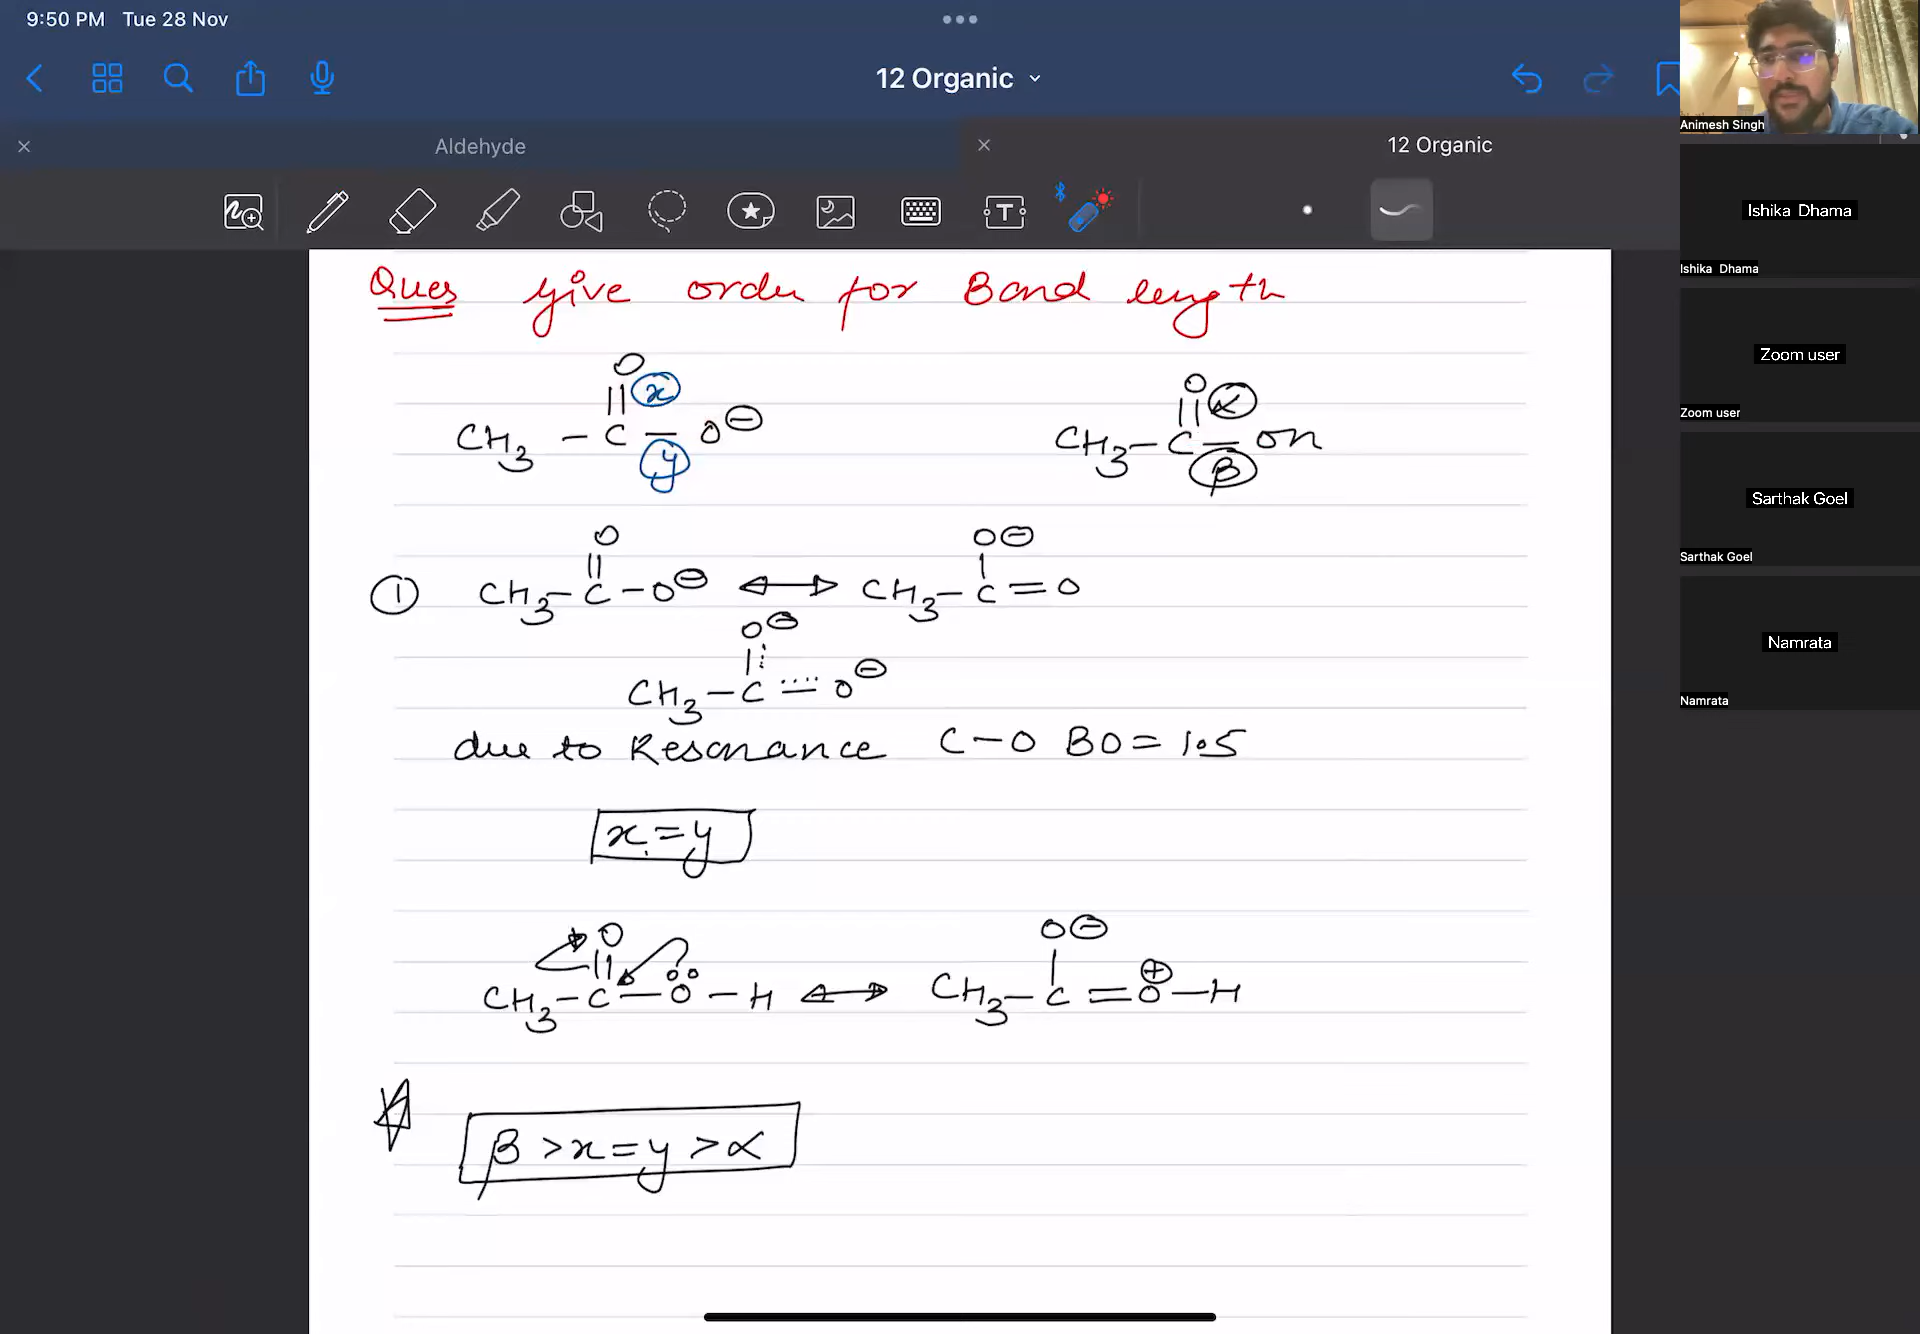 9:50 PM Tue 28 Nov
12 Organic
Aldehyde
12 Organic
T
Animesh Singh
Ishika Dhama
Ishika Dhama
Zoom user
Zoom user
Sarthak Goel
Sarthak Goel
Namrata
Namrata
Ques give order for Bond length
O
|| x
CH3 - C - O⊖
y
O
|| α
CH3 - C - OH
β
① O
||
CH3 - C - O⊖ ↔ CH3 - C = O
O⊖
|
O⊖
CH3 - C ⋯ O⊖
due to Resonance C-O BO = 1.5
x = y
O
||
CH3 - C - O - H ↔ CH3 - C = O⊕ - H
O⊖
|
β > x = y > α